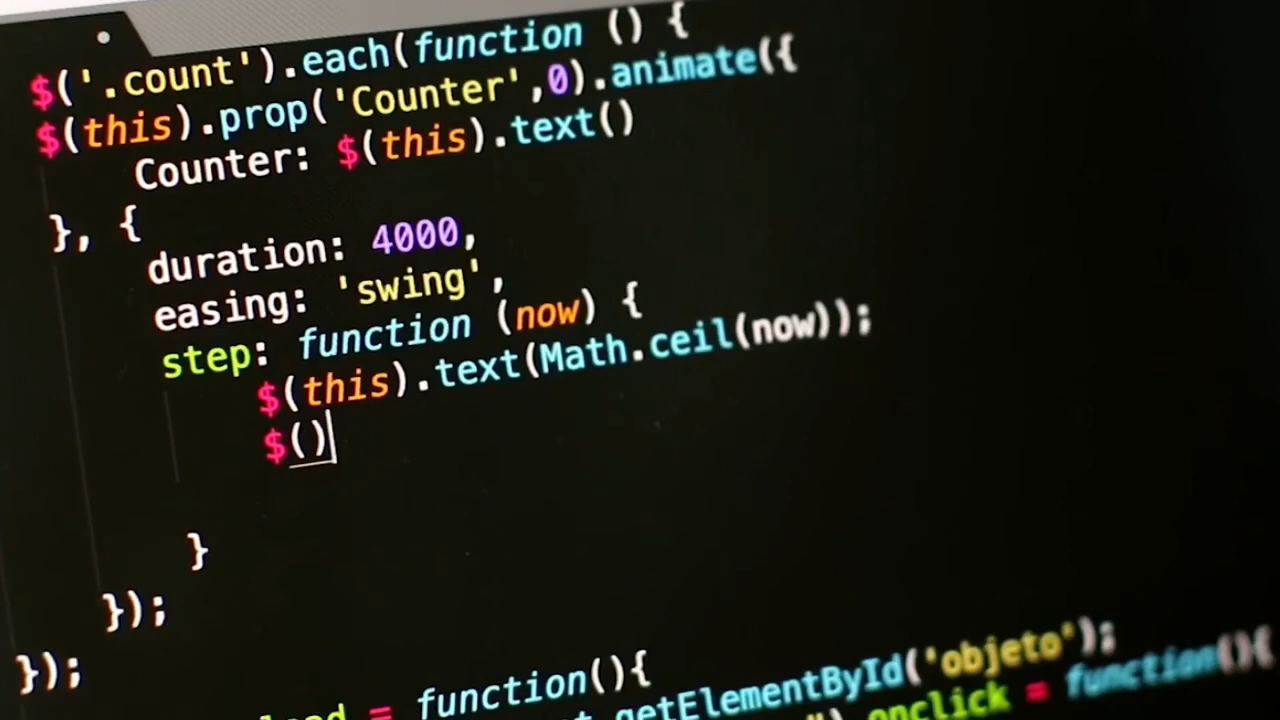 $('.count').each(function () {
$(this).prop('Counter',0).animate({
Counter: $(this).text()
}, {
duration: 4000,
easing: 'swing',
step: function (now) {
$(this).text(Math.ceil(now));
$()
}
});
});
= function(){
getElementById('objeto');
onclick = function(){